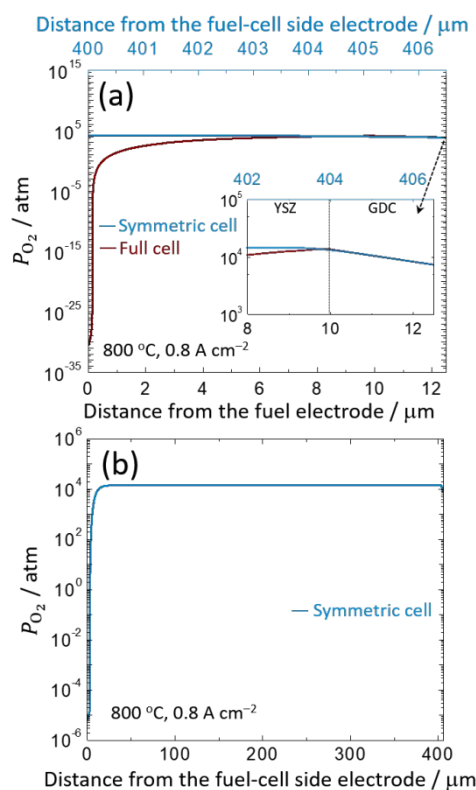 Distance from the fuel-cell side electrode / μm
400 401 402 403 404 405 406
(a)
10^15
10^5
10^-5
10^-15
10^-25
10^-35
P_O2 / atm
Symmetric cell
Full cell
800 °C, 0.8 A cm^-2
402 404 406
YSZ GDC
10^5
10^4
10^3
8 10 12
0 2 4 6 8 10 12
Distance from the fuel electrode / μm
(b)
10^6
10^4
10^2
10^0
10^-2
10^-4
10^-6
P_O2 / atm
Symmetric cell
800 °C, 0.8 A cm^-2
0 100 200 300 400
Distance from the fuel-cell side electrode / μm